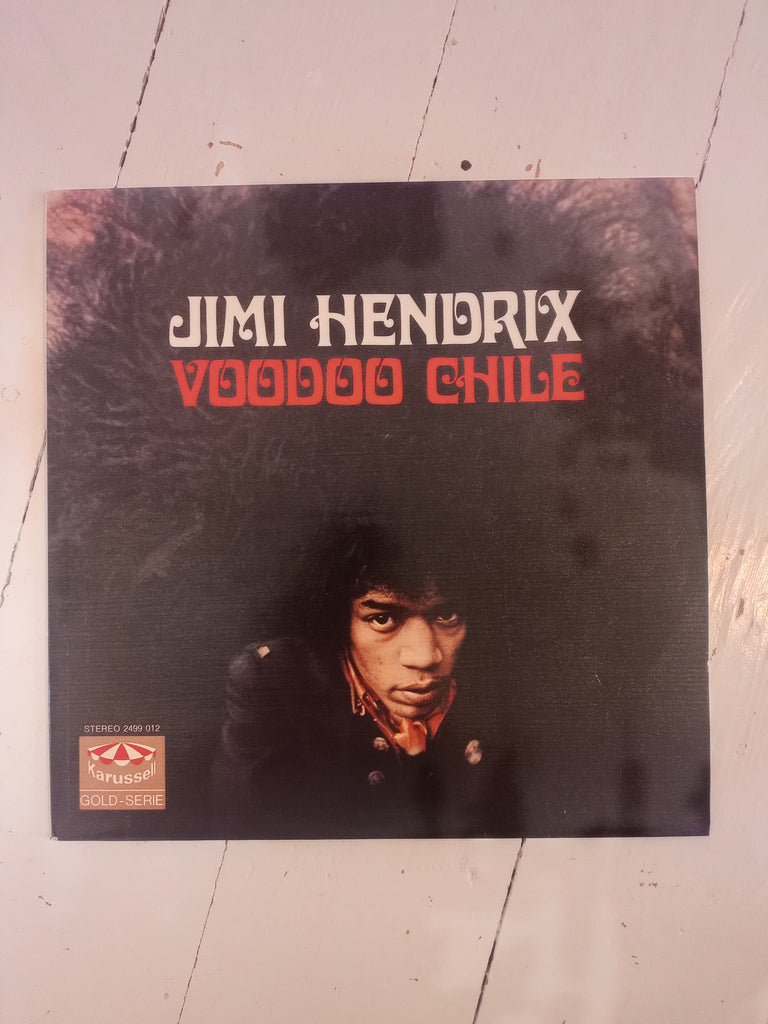 JIMI HENDRIX
VOODOO CHILE
STEREO 2499 012
Karussell
GOLD-SERIE